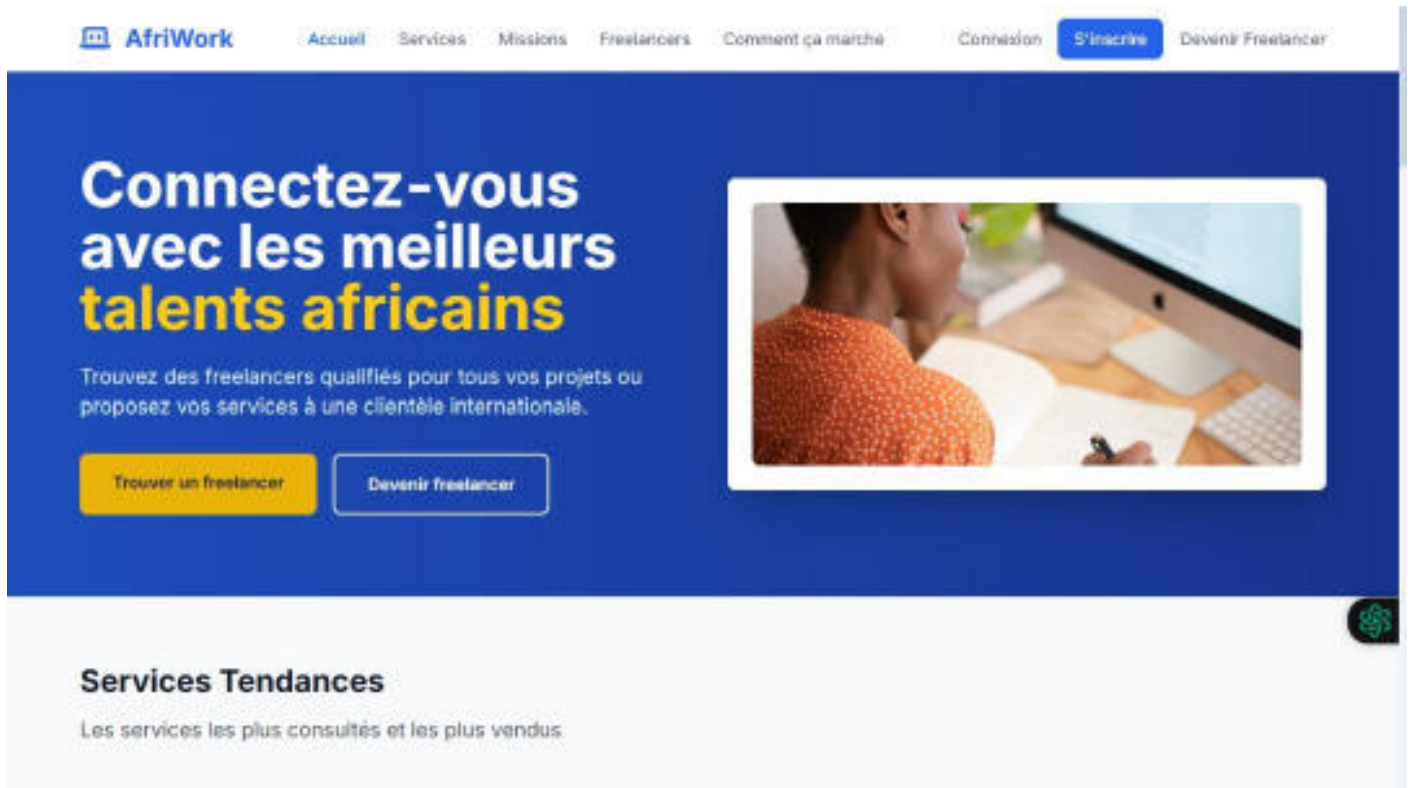 AfriWork
Accueil
Services
Missions
Freelancers
Comment ça marche
Connexion
S'inscrire
Devenir Freelancer
Connectez-vous
avec les meilleurs
talents africains
Trouvez des freelancers qualifiés pour tous vos projets ou
proposez vos services à une clientèle internationale.
Trouver un freelancer
Devenir freelancer
Services Tendances
Les services les plus consultés et les plus vendus